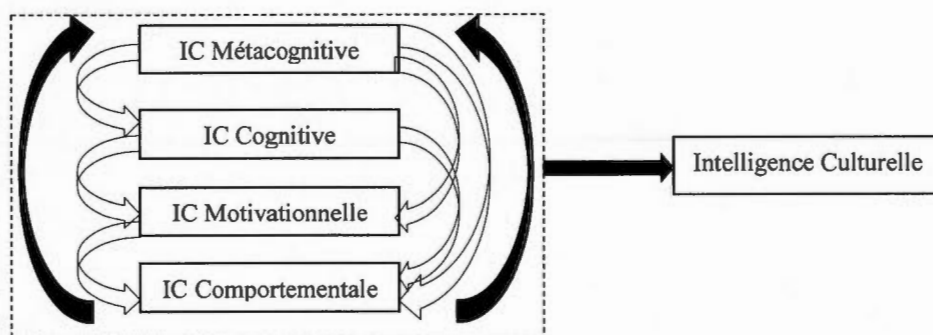 IC Métacognitive
IC Cognitive
IC Motivationnelle
IC Comportementale
Intelligence Culturelle